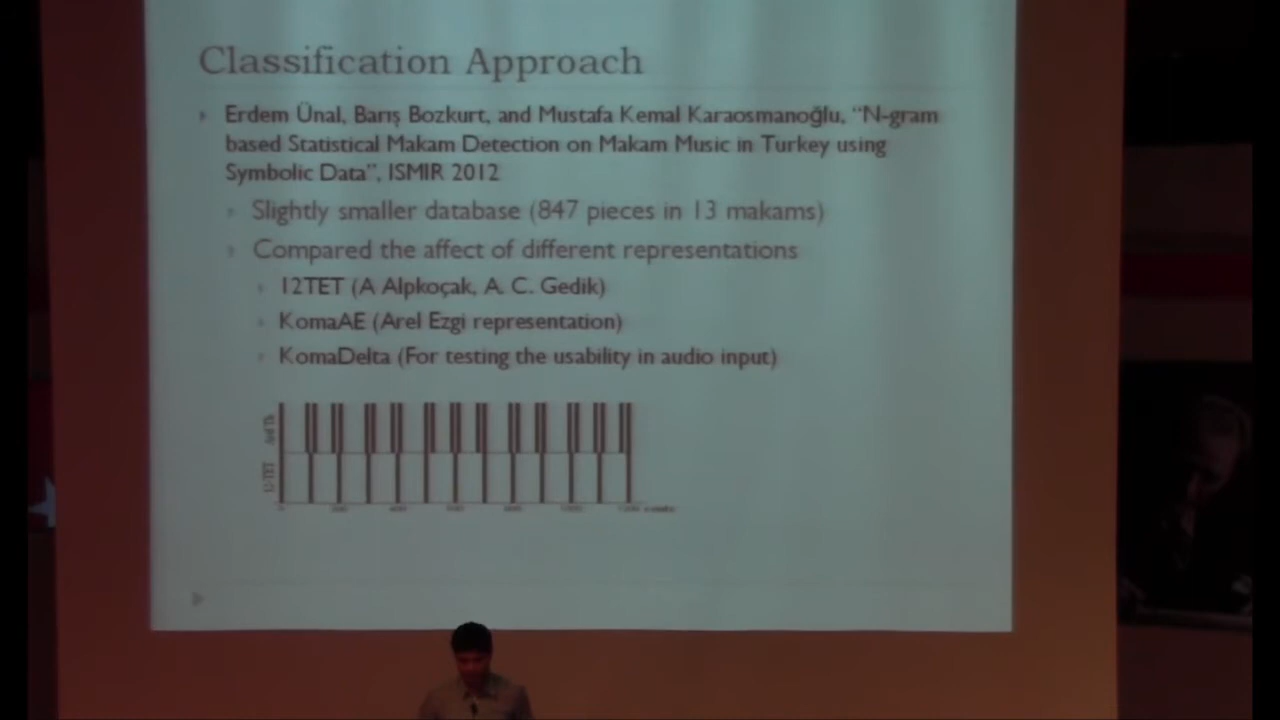 Classification Approach
Erdem Ünal, Barış Bozkurt, and Mustafa Kemal Karaosmanoğlu, “N-gram
based Statistical Makam Detection on Makam Music in Turkey using
Symbolic Data”, ISMIR 2012
Slightly smaller database (847 pieces in 13 makams)
Compared the affect of different representations
12TET (A Alpkoçak, A. C. Gedik)
KomaAE (Arel Ezgi representation)
KomaDelta (For testing the usability in audio input)
12-TET